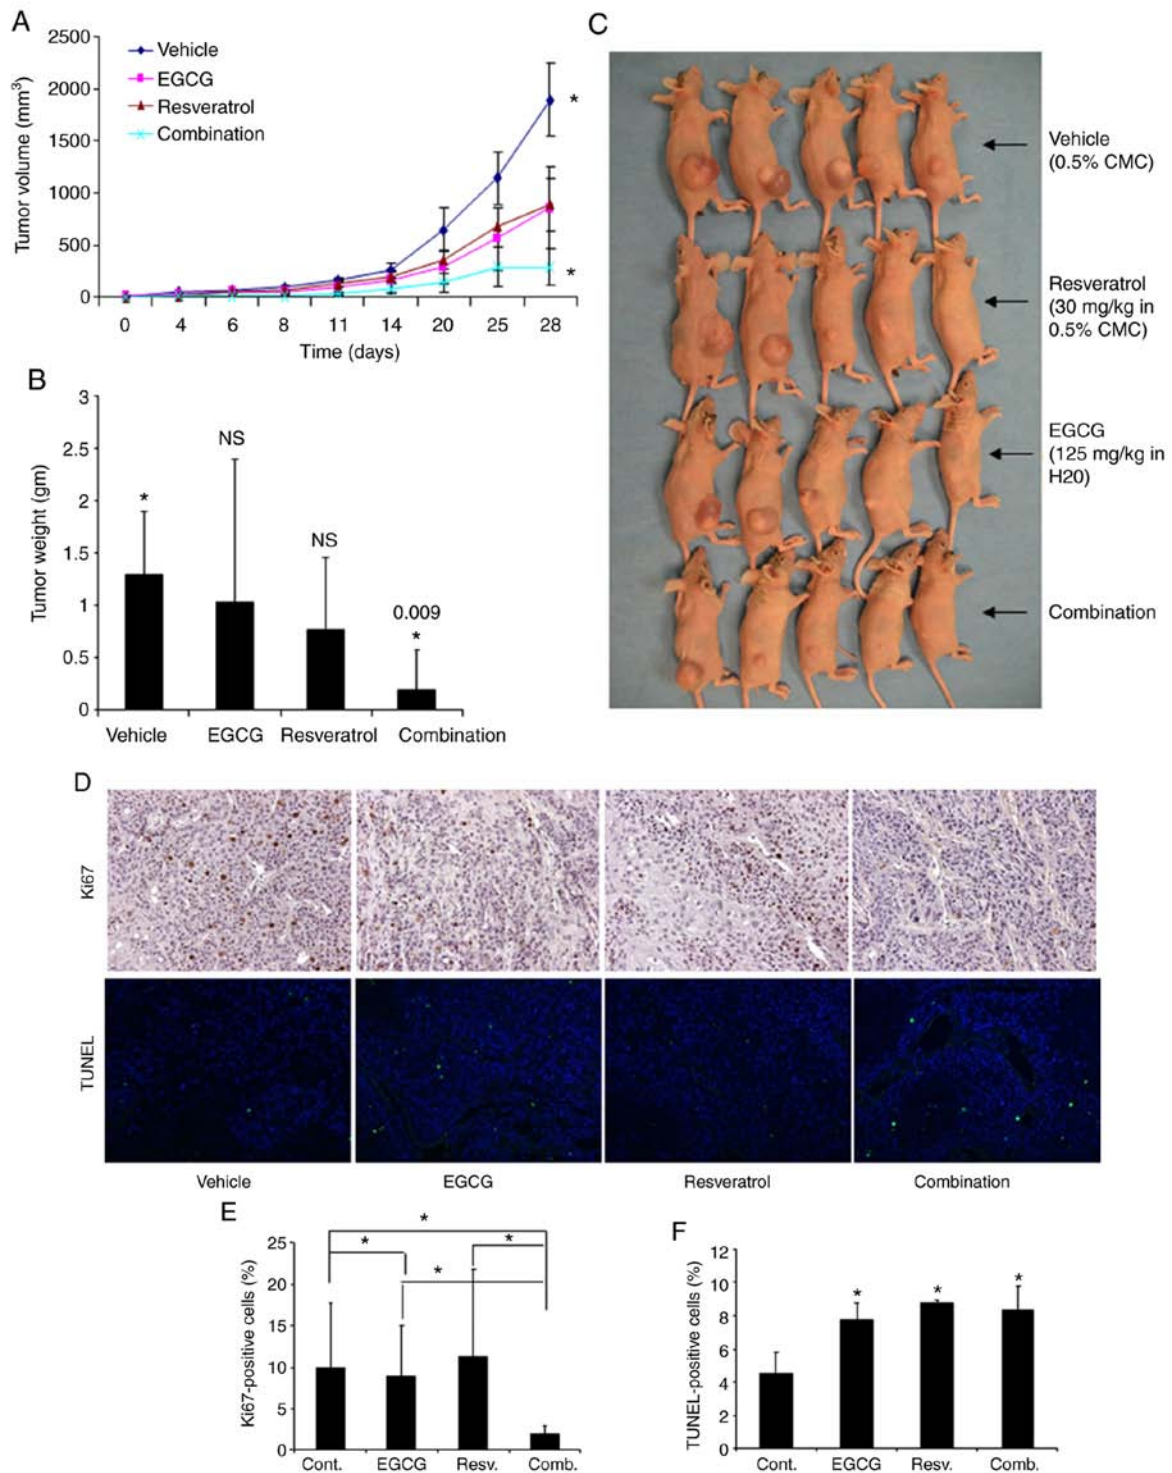 A
2500
2000
1500
1000
500
0
Tumor volume (mm³)
Vehicle
EGCG
Resveratrol
Combination
*
*
0 4 6 8 11 14 20 25 28
Time (days)
B
3
2.5
2
1.5
1
0.5
0
Tumor weight (gm)
*
NS
NS
0.009
*
Vehicle EGCG Resveratrol Combination
C
Vehicle
(0.5% CMC)
Resveratrol
(30 mg/kg in
0.5% CMC)
EGCG
(125 mg/kg in
H20)
Combination
D
Ki67
TUNEL
Vehicle EGCG Resveratrol Combination
E
25
20
15
10
5
0
Ki67-positive cells (%)
*
*
*
*
Cont. EGCG Resv. Comb.
F
12
10
8
6
4
2
0
TUNEL-positive cells (%)
*
*
*
Cont. EGCG Resv. Comb.